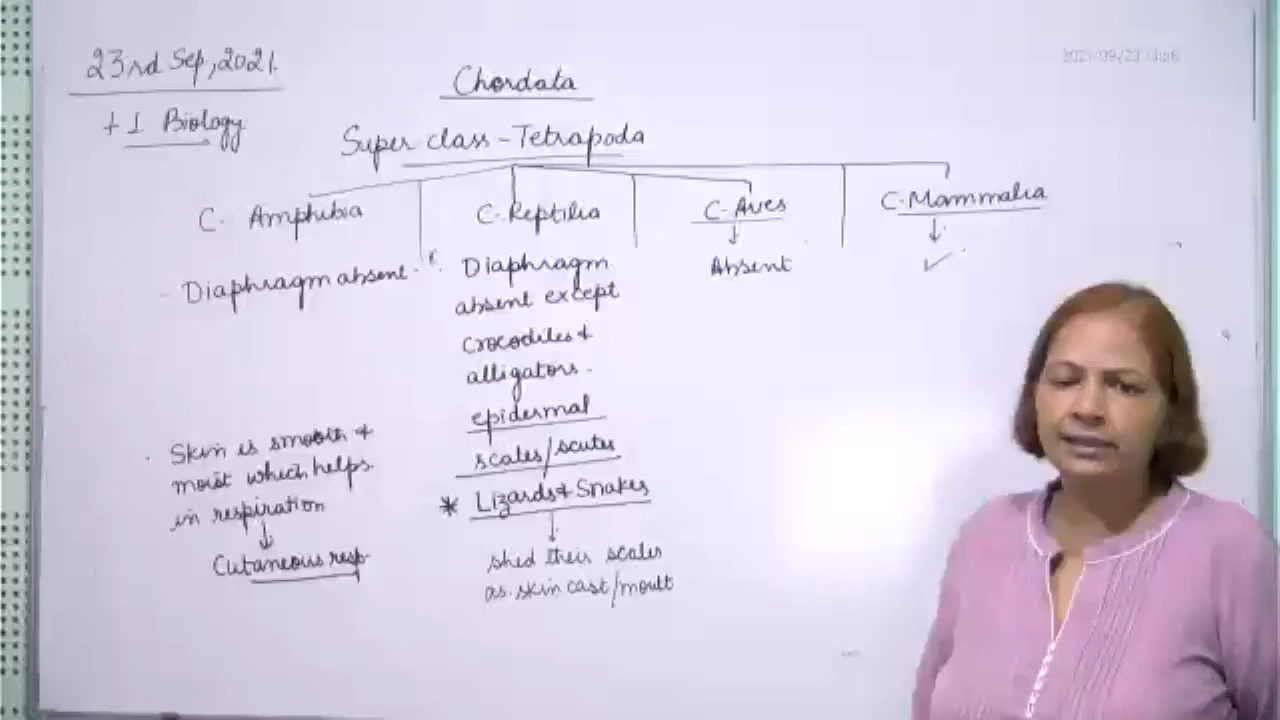 23rd Sep, 2021.
+1 Biology
Chordata
Super class - Tetrapoda
C. Amphibia
- Diaphragm absent.
. Skin is smooth &
moist which helps
in respiration
↓
Cutaneous resp.
C. Reptilia
Diaphragm
absent except
crocodiles &
alligators.
epidermal
scales/scutes
* Lizards & Snakes
↓
shed their scales
as skin cast/moult
C. Aves
↓
Absent
C. Mammalia
↓
✓